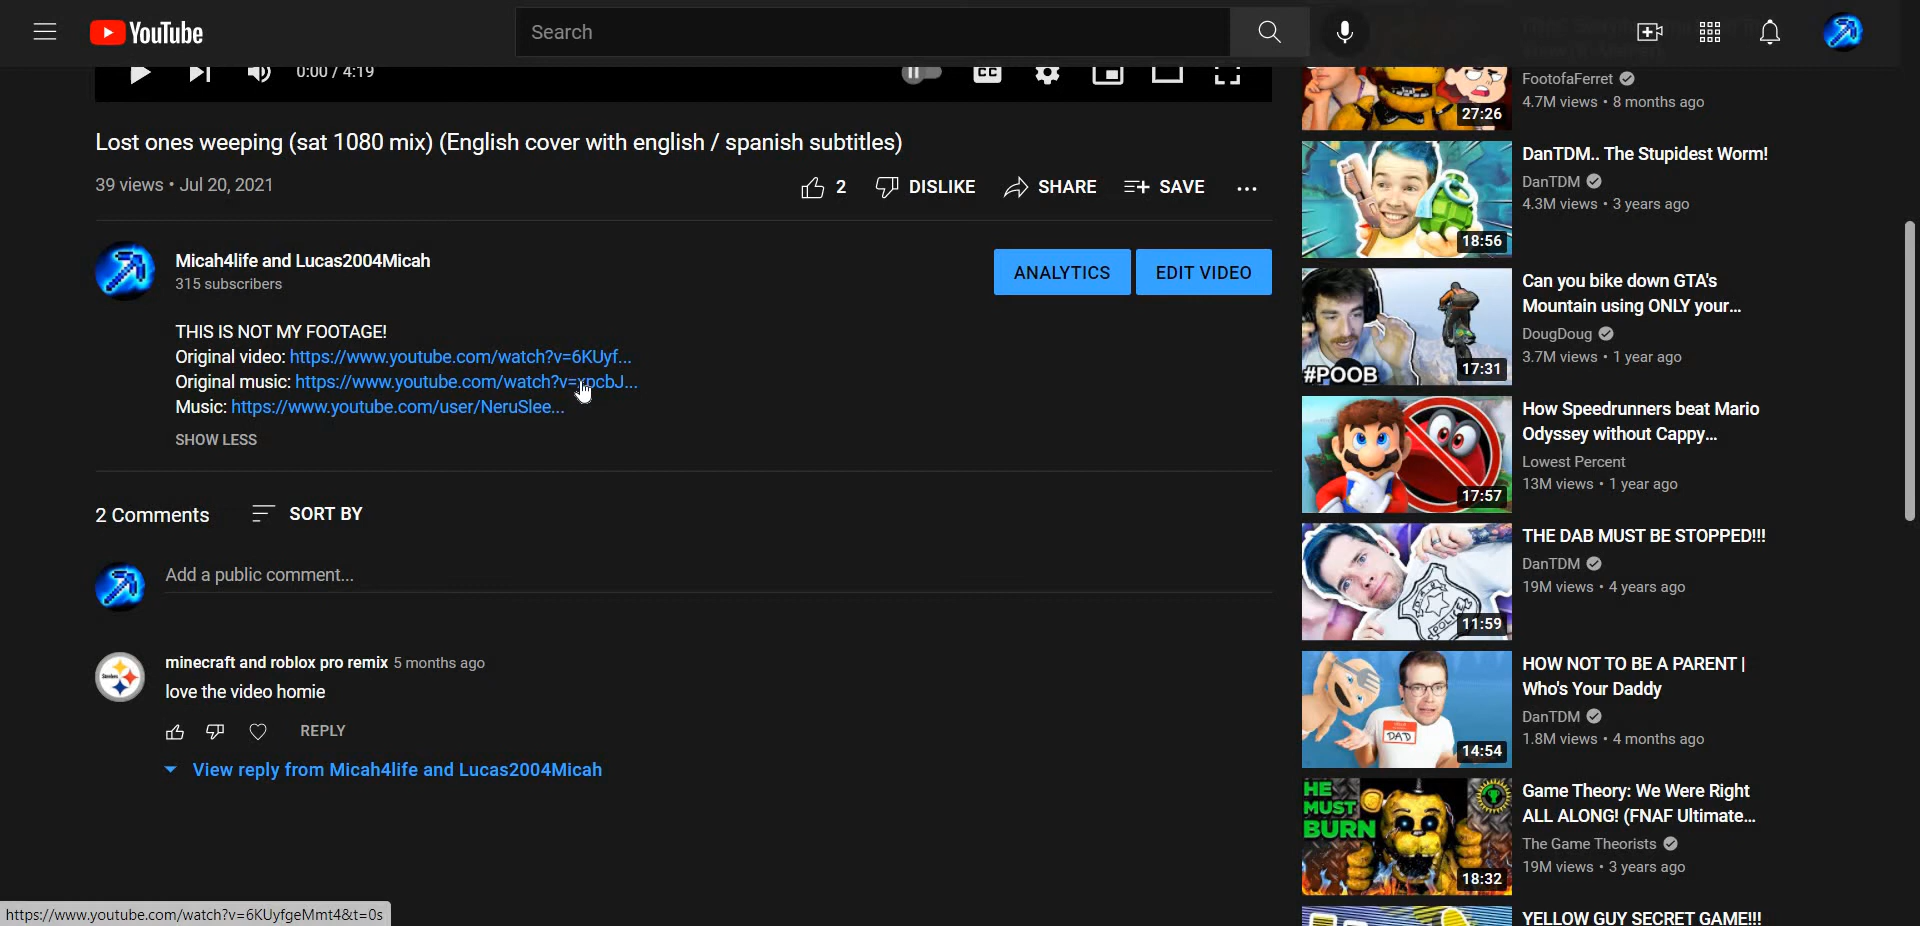 YouTube
Search
0:00 / 4:19
CC
Lost ones weeping (sat 1080 mix) (English cover with english / spanish subtitles)
39 views • Jul 20, 2021
2 DISLIKE SHARE SAVE
Micah4life and Lucas2004Micah
315 subscribers
ANALYTICS EDIT VIDEO
THIS IS NOT MY FOOTAGE!
Original video: https://www.youtube.com/watch?v=6KUyf...
Original music: https://www.youtube.com/watch?v=xpcbJ...
Music: https://www.youtube.com/user/NeruSlee...
SHOW LESS
2 Comments SORT BY
Add a public comment...
minecraft and roblox pro remix 5 months ago
love the video homie
REPLY
View reply from Micah4life and Lucas2004Micah
https://www.youtube.com/watch?v=6KUyfgeMmt4&t=0s
27:26
FootofaFerret
4.7M views • 8 months ago
18:56
DanTDM.. The Stupidest Worm!
DanTDM
4.3M views • 3 years ago
#POOB
17:31
Can you bike down GTA's
Mountain using ONLY your...
DougDoug
3.7M views • 1 year ago
17:57
How Speedrunners beat Mario
Odyssey without Cappy...
Lowest Percent
13M views • 1 year ago
POLICE
11:59
THE DAB MUST BE STOPPED!!!
DanTDM
19M views • 4 years ago
DAD
14:54
HOW NOT TO BE A PARENT |
Who's Your Daddy
DanTDM
1.8M views • 4 months ago
HE
MUST
BURN
18:32
Game Theory: We Were Right
ALL ALONG! (FNAF Ultimate...
The Game Theorists
19M views • 3 years ago
YELLOW GUY SECRET GAME!!!